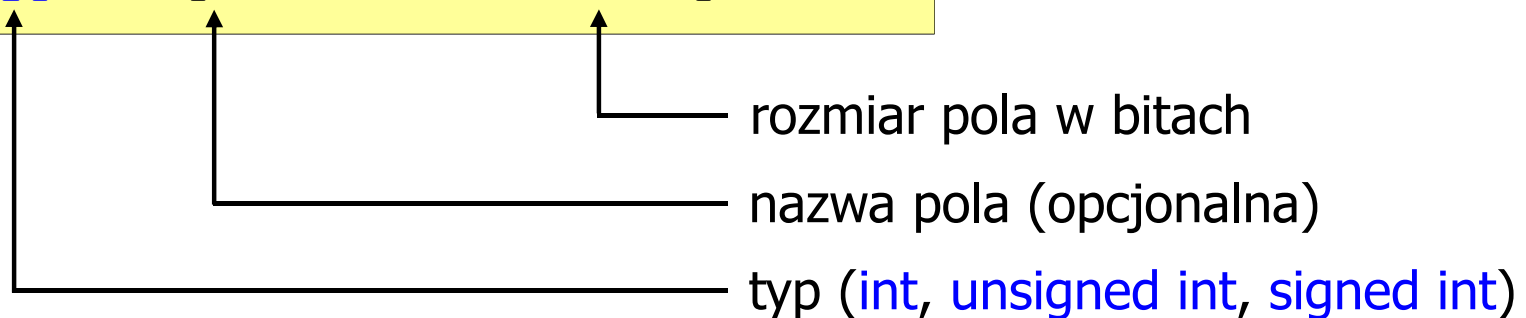 rozmiar pola w bitach
nazwa pola (opcjonalna)
typ (int, unsigned int, signed int)